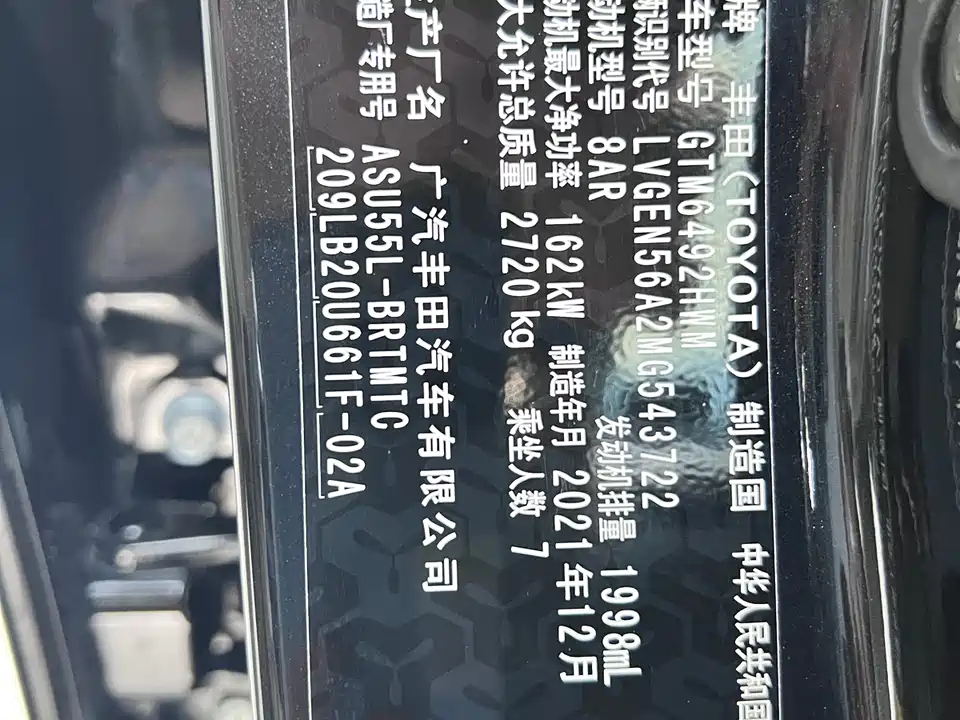 牌 丰田(TOYOTA) 制造国 中华人民共和国
车型号 GTM6492HWM
识别代号 LVGEN56A2MG543722
动机型号 8AR 发动机排量 1998mL
动机最大净功率 162kW 制造年月 2021年12月
大允许总质量 2720kg 乘坐人数 7
产厂名 广汽丰田汽车有限公司
造厂专用号 ASU55L-BRTMTC
209LB20U661F-02A